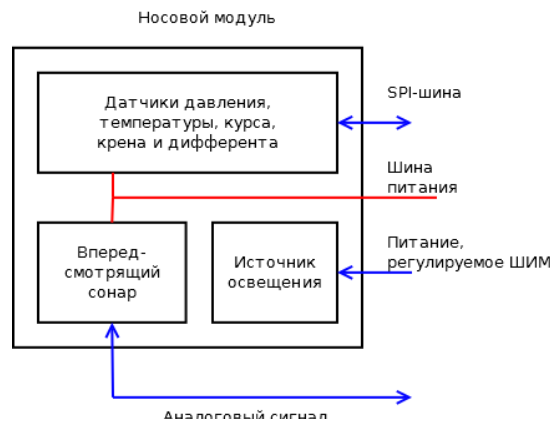 Носовой модуль
Датчики давления,
температуры, курса,
крена и дифферента
SPI-шина
Шина
питания
Вперед-
смотрящий
сонар
Источник
освещения
Питание,
регулируемое ШИМ
Аналоговый сигнал